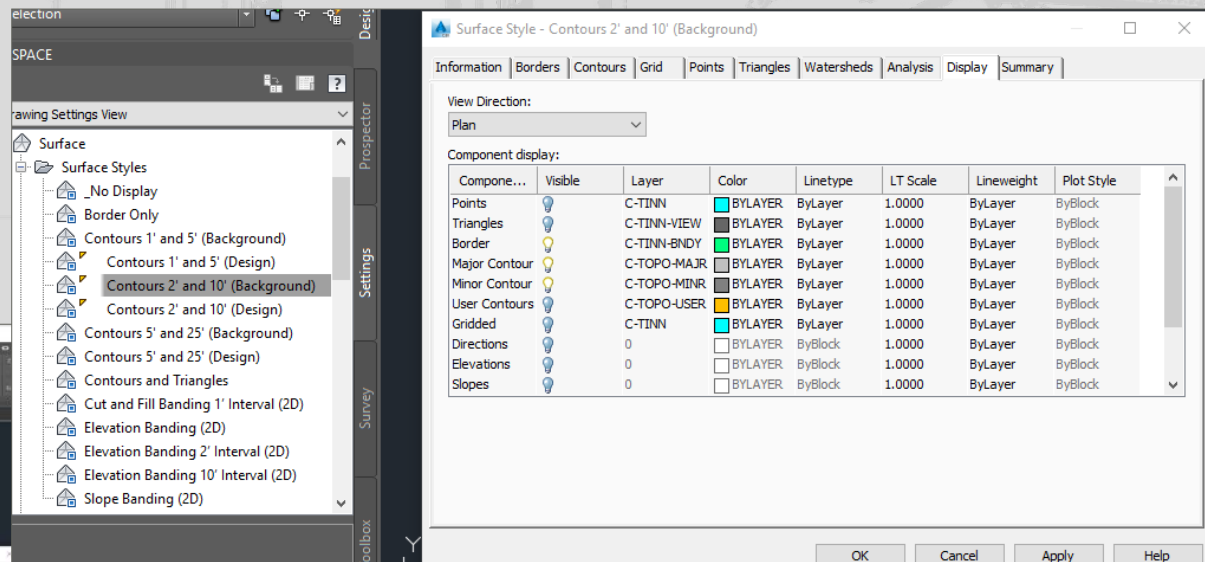 election
Desig
SPACE
rawing Settings View
Surface
Surface Styles
_No Display
Border Only
Contours 1' and 5' (Background)
Contours 1' and 5' (Design)
Contours 2' and 10' (Background)
Contours 2' and 10' (Design)
Contours 5' and 25' (Background)
Contours 5' and 25' (Design)
Contours and Triangles
Cut and Fill Banding 1' Interval (2D)
Elevation Banding (2D)
Elevation Banding 2' Interval (2D)
Elevation Banding 10' Interval (2D)
Slope Banding (2D)
Prospector
Settings
Survey
oolbox
Y
Surface Style - Contours 2' and 10' (Background)
Information Borders Contours Grid Points Triangles Watersheds Analysis Display Summary
View Direction:
Plan
Component display:
Compone... Visible Layer Color Linetype LT Scale Lineweight Plot Style
Points C-TINN BYLAYER ByLayer 1.0000 ByLayer ByBlock
Triangles C-TINN-VIEW BYLAYER ByLayer 1.0000 ByLayer ByBlock
Border C-TINN-BNDY BYLAYER ByLayer 1.0000 ByLayer ByBlock
Major Contour C-TOPO-MAJR BYLAYER ByLayer 1.0000 ByLayer ByBlock
Minor Contour C-TOPO-MINR BYLAYER ByLayer 1.0000 ByLayer ByBlock
User Contours C-TOPO-USER BYLAYER ByLayer 1.0000 ByLayer ByBlock
Gridded C-TINN BYLAYER ByLayer 1.0000 ByLayer ByBlock
Directions 0 BYLAYER ByBlock 1.0000 ByLayer ByBlock
Elevations 0 BYLAYER ByBlock 1.0000 ByLayer ByBlock
Slopes 0 BYLAYER ByBlock 1.0000 ByLayer ByBlock
OK Cancel Apply Help